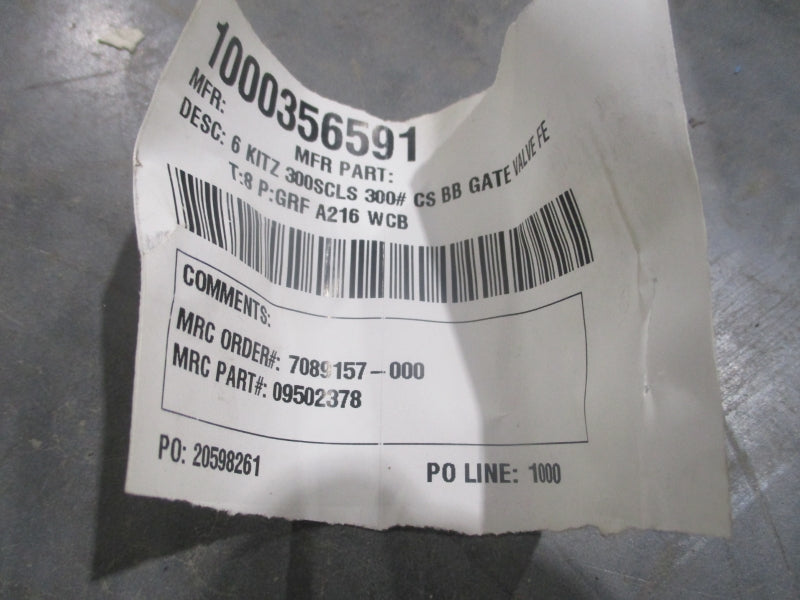 1000356591
MFR:
MFR PART:
DESC: 6 KITZ 300SCLS 300# CS BB GATE VALVE FE
T:8 P:GRF A216 WCB
COMMENTS:
MRC ORDER#: 7089157-000
MRC PART#: 09502378
PO: 20598261
PO LINE: 1000